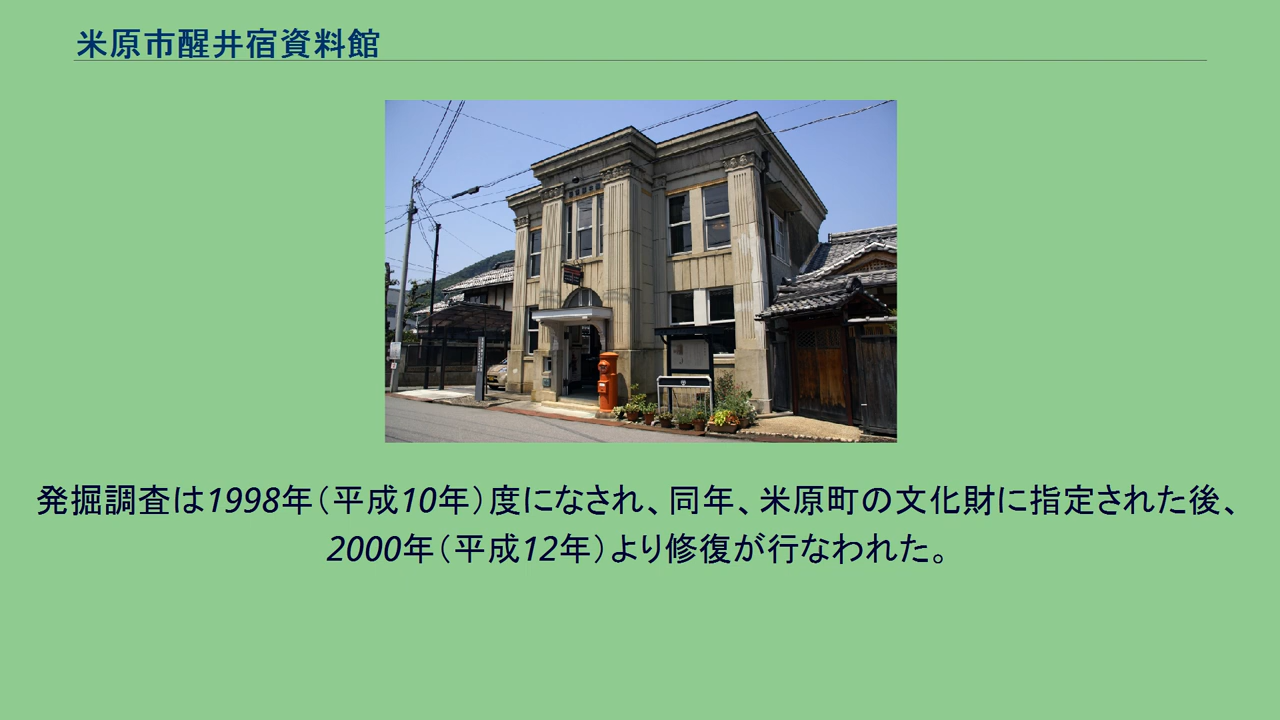 米原市醒井宿資料館
発掘調査は1998年（平成10年）度になされ、同年、米原町の文化財に指定された後、
2000年（平成12年）より修復が行なわれた。